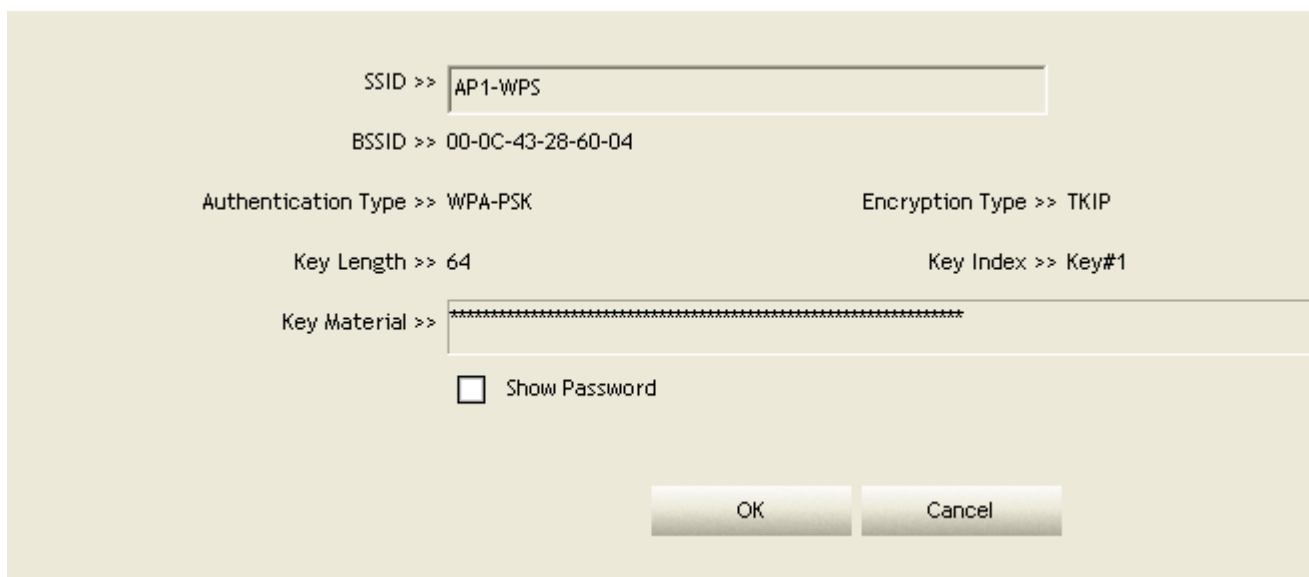 SSID >> AP1-WPS
BSSID >> 00-0C-43-28-60-04
Authentication Type >> WPA-PSK Encryption Type >> TKIP
Key Length >> 64 Key Index >> Key#1
Key Material >> ****************************************************************
Show Password
OK Cancel